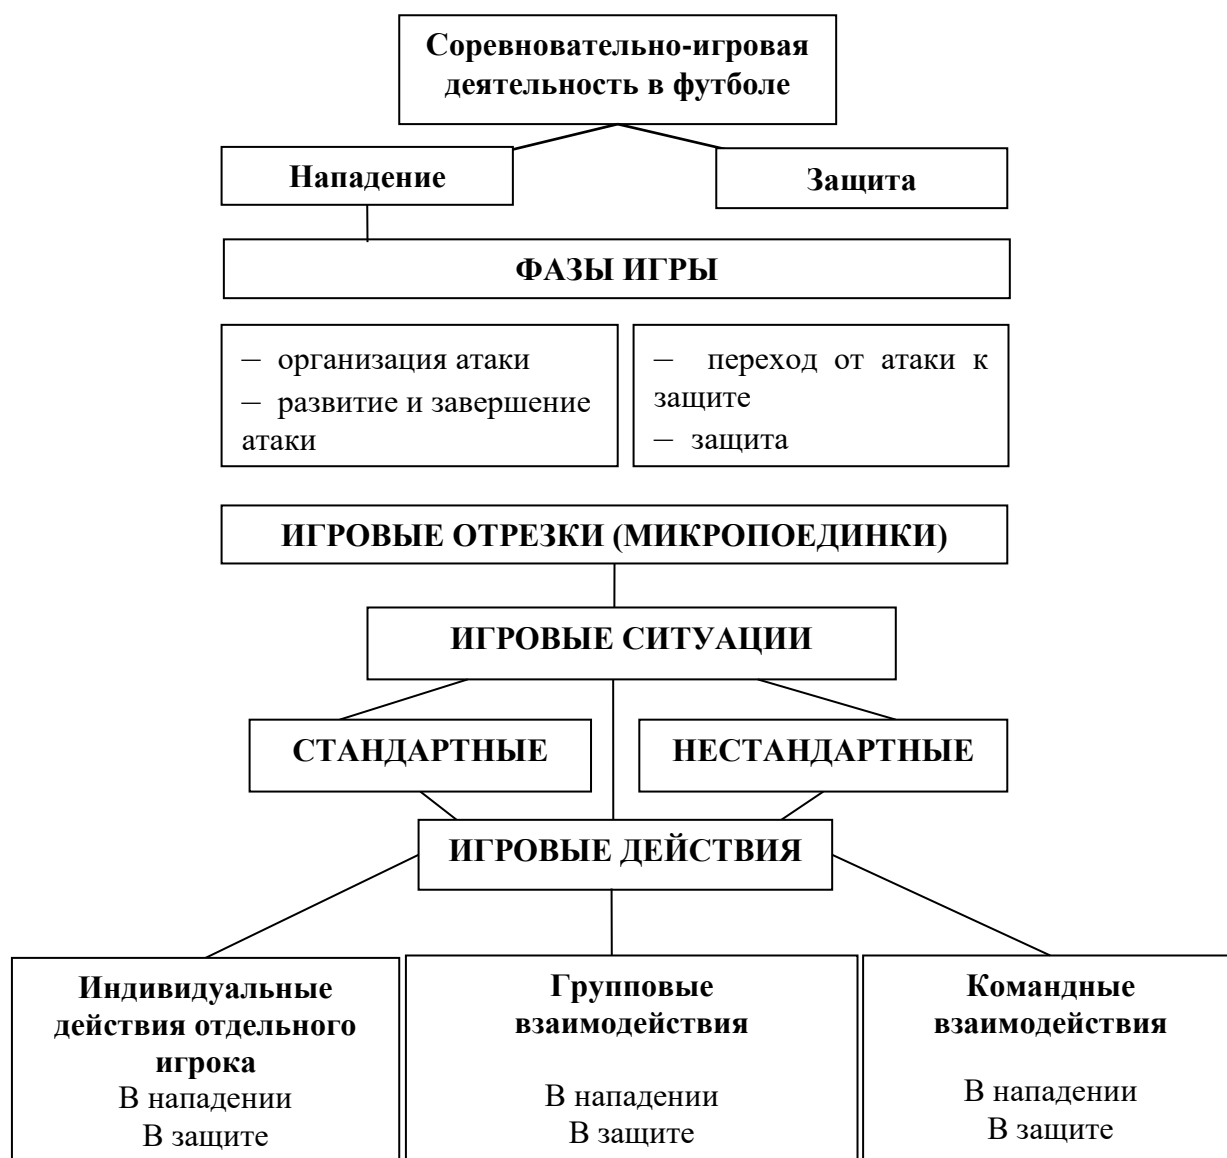 Соревновательно-игровая
деятельность в футболе
Нападение
Защита
ФАЗЫ ИГРЫ
– организация атаки
– развитие и завершение
атаки
– переход от атаки к
защите
– защита
ИГРОВЫЕ ОТРЕЗКИ (МИКРОПОЕДИНКИ)
ИГРОВЫЕ СИТУАЦИИ
СТАНДАРТНЫЕ
НЕСТАНДАРТНЫЕ
ИГРОВЫЕ ДЕЙСТВИЯ
Индивидуальные
действия отдельного
игрока
В нападении
В защите
Групповые
взаимодействия
В нападении
В защите
Командные
взаимодействия
В нападении
В защите